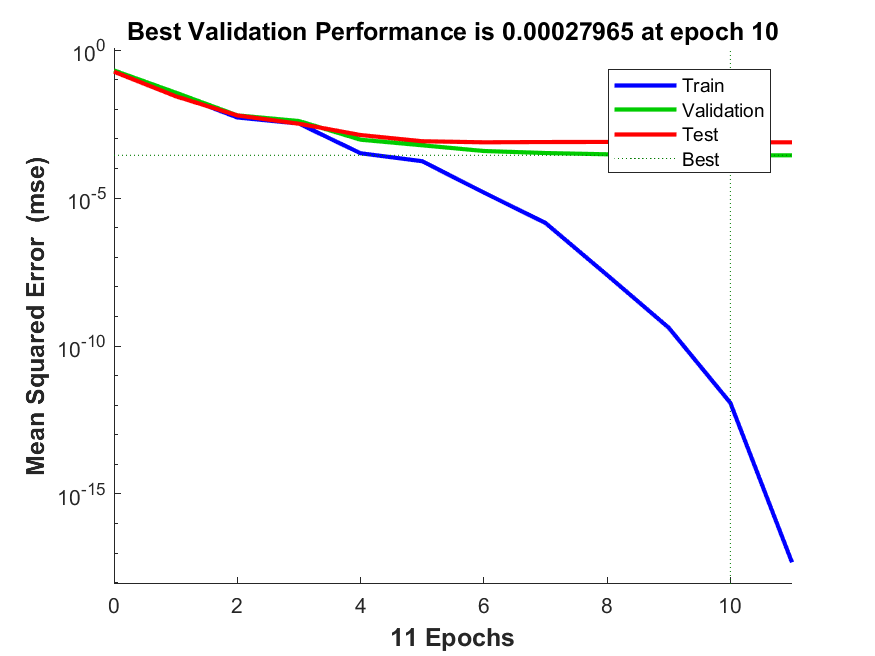 Best Validation Performance is 0.00027965 at epoch 10
10^0
10^-5
10^-10
10^-15
Mean Squared Error (mse)
Train
Validation
Test
Best
0 2 4 6 8 10
11 Epochs